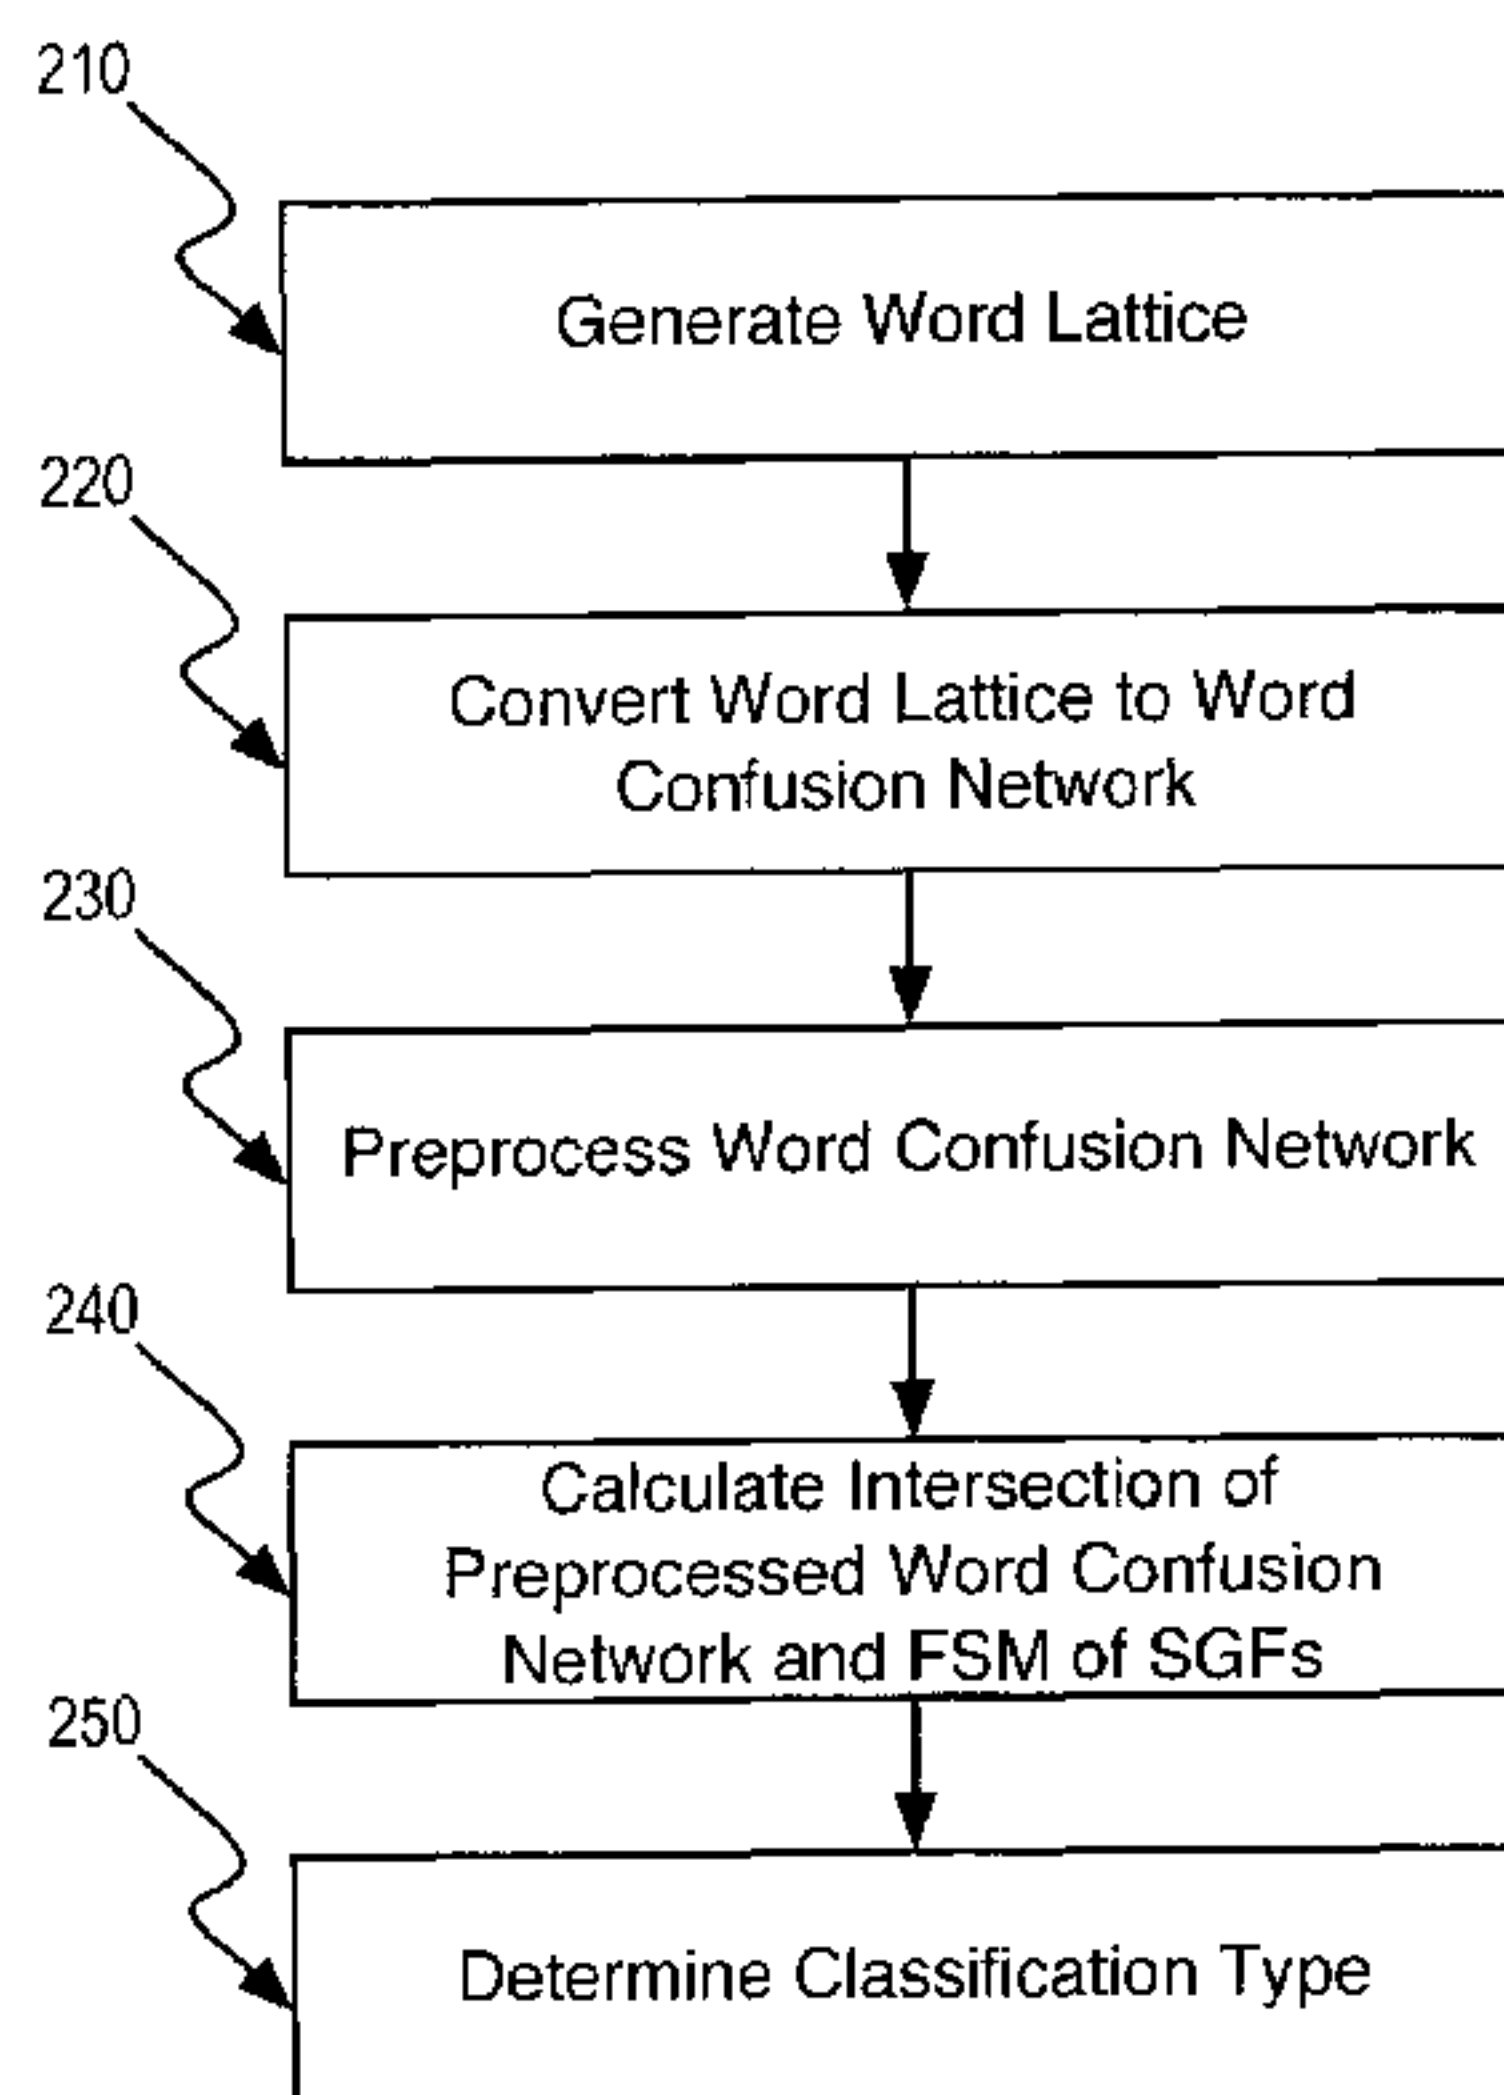 210
Generate Word Lattice
220
Convert Word Lattice to Word
Confusion Network
230
Preprocess Word Confusion Network
240
Calculate Intersection of
Preprocessed Word Confusion
Network and FSM of SGFs
250
Determine Classification Type